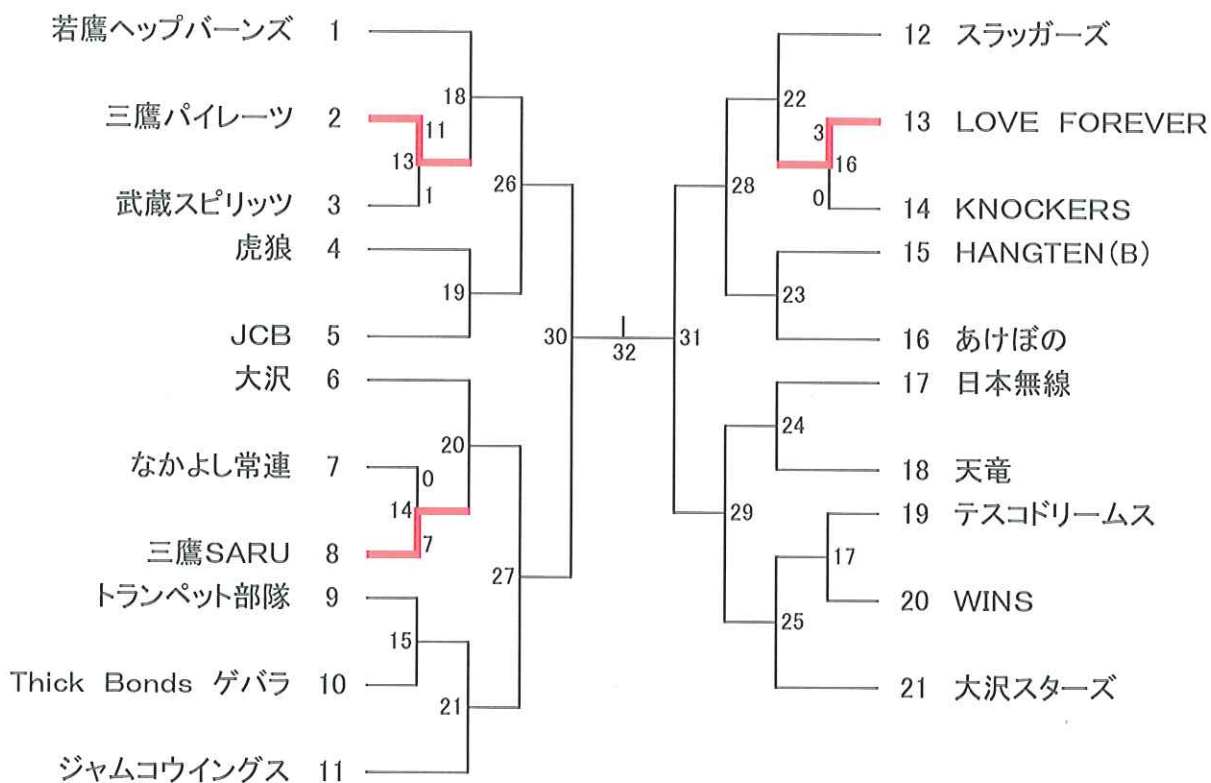 若鷹ヘップバーンズ 1
三鷹パイレーツ 2
武蔵スピリッツ 3
虎狼 4
JCB 5
大沢 6
なかよし常連 7
三鷹SARU 8
トランペット部隊 9
Thick Bonds ゲバラ 10
ジャムコウイングス 11
18
11
13
1
26
19
30
20
0
14
7
27
15
21
32
12 スラッガーズ
13 LOVE FOREVER
14 KNOCKERS
15 HANGTEN(B)
16 あけぼの
17 日本無線
18 天竜
19 テスコドリームス
20 WINS
21 大沢スターズ
22
3
16
0
28
23
31
24
29
17
25